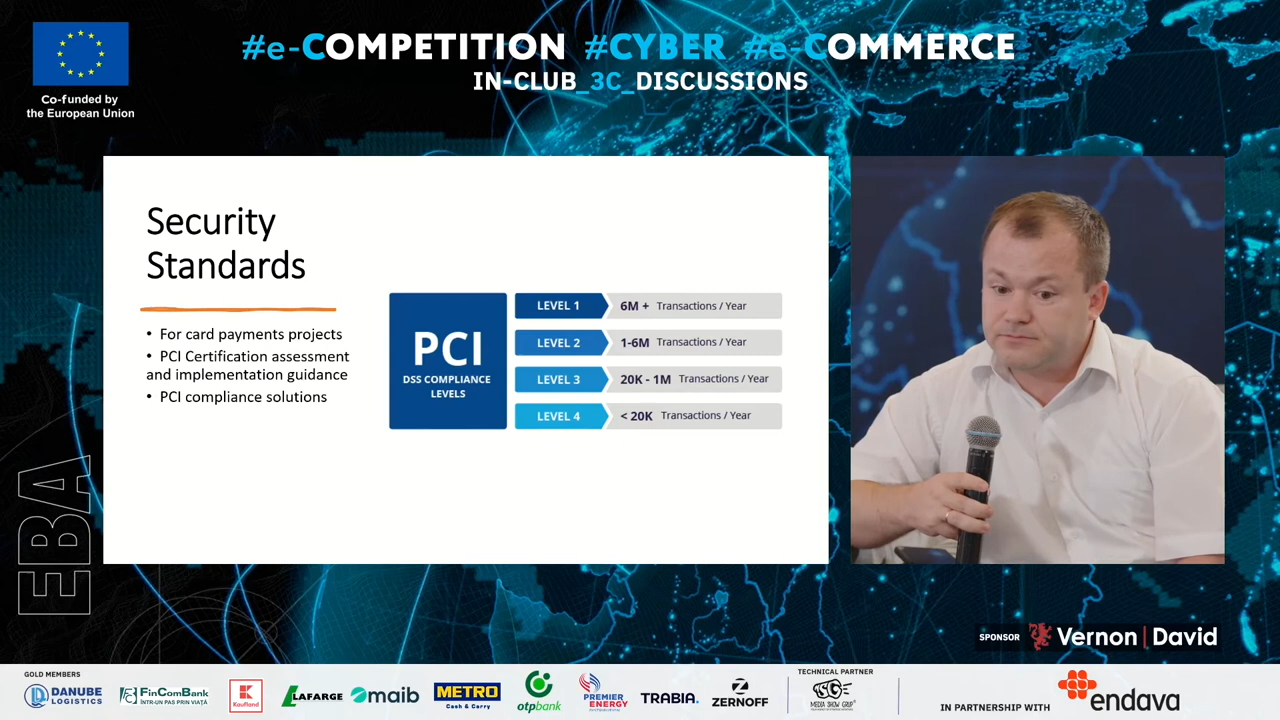 #e-COMPETITION #CYBER #e-COMMERCE
IN-CLUB_3C_DISCUSSIONS
Co-funded by
the European Union
Security
Standards
• For card payments projects
• PCI Certification assessment
and implementation guidance
• PCI compliance solutions
PCI
DSS COMPLIANCE
LEVELS
LEVEL 1 6M + Transactions / Year
LEVEL 2 1-6M Transactions / Year
LEVEL 3 20K - 1M Transactions / Year
LEVEL 4 < 20K Transactions / Year
EBA
SPONSOR Vernon | David
GOLD MEMBERS
DANUBE
LOGISTICS
FinComBank
ÎNTR-UN PAS PRIN VIAȚĂ
Kaufland
LAFARGE
maib
METRO
Cash & Carry
otpbank
PREMIER
ENERGY
TRABIA
ZERNOFF
TECHNICAL PARTNER
MEDIA SHOW GRUP
IN PARTNERSHIP WITH endava